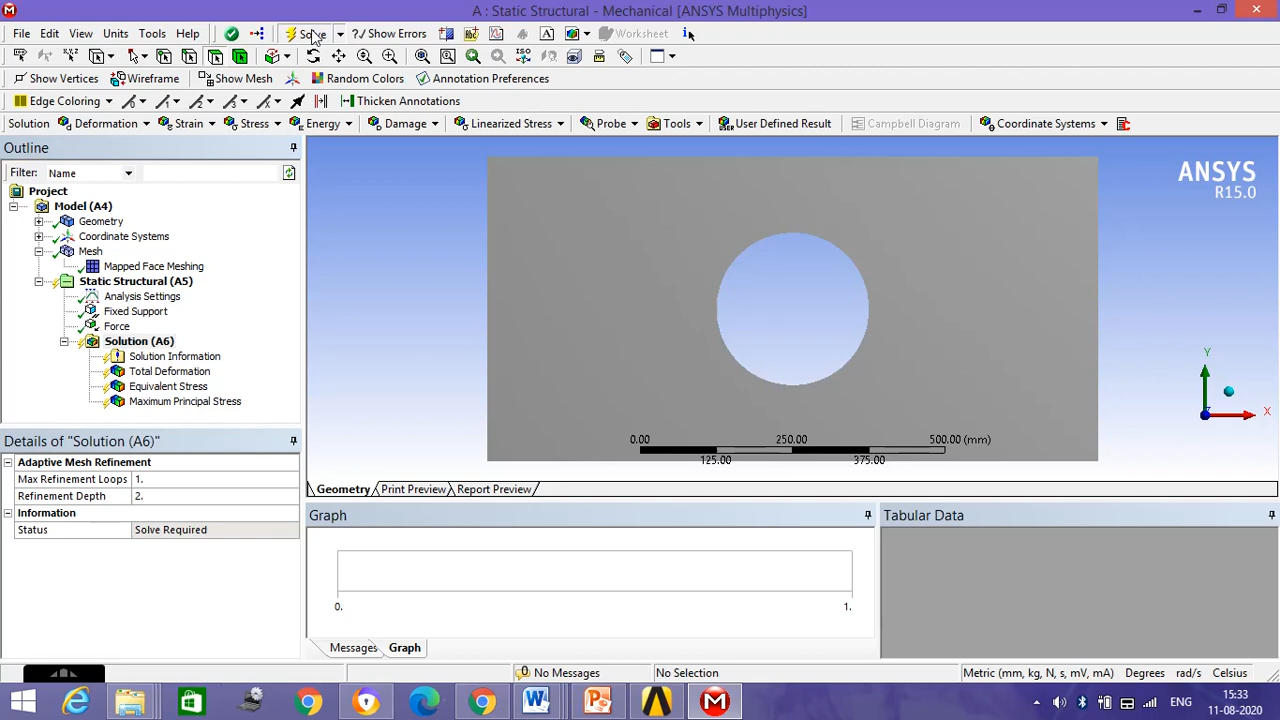 A : Static Structural - Mechanical [ANSYS Multiphysics]
File Edit View Units Tools Help Solve Show Errors Worksheet
Show Vertices Wireframe Show Mesh Random Colors Annotation Preferences
Edge Coloring Thicken Annotations
Solution Deformation Strain Stress Energy Damage Linearized Stress Probe Tools User Defined Result Campbell Diagram Coordinate Systems
Outline
Filter: Name
Project
Model (A4)
Geometry
Coordinate Systems
Mesh
Mapped Face Meshing
Static Structural (A5)
Analysis Settings
Fixed Support
Force
Solution (A6)
Solution Information
Total Deformation
Equivalent Stress
Maximum Principal Stress
Details of "Solution (A6)"
Adaptive Mesh Refinement
Max Refinement Loops 1.
Refinement Depth 2.
Information
Status Solve Required
ANSYS
R15.0
Y
X
0.00 250.00 500.00 (mm)
125.00 375.00
Geometry Print Preview Report Preview
Graph
0. 1.
Messages Graph
Tabular Data
No Messages No Selection Metric (mm, kg, N, s, mV, mA) Degrees rad/s Celsius
ENG 15:33
11-08-2020